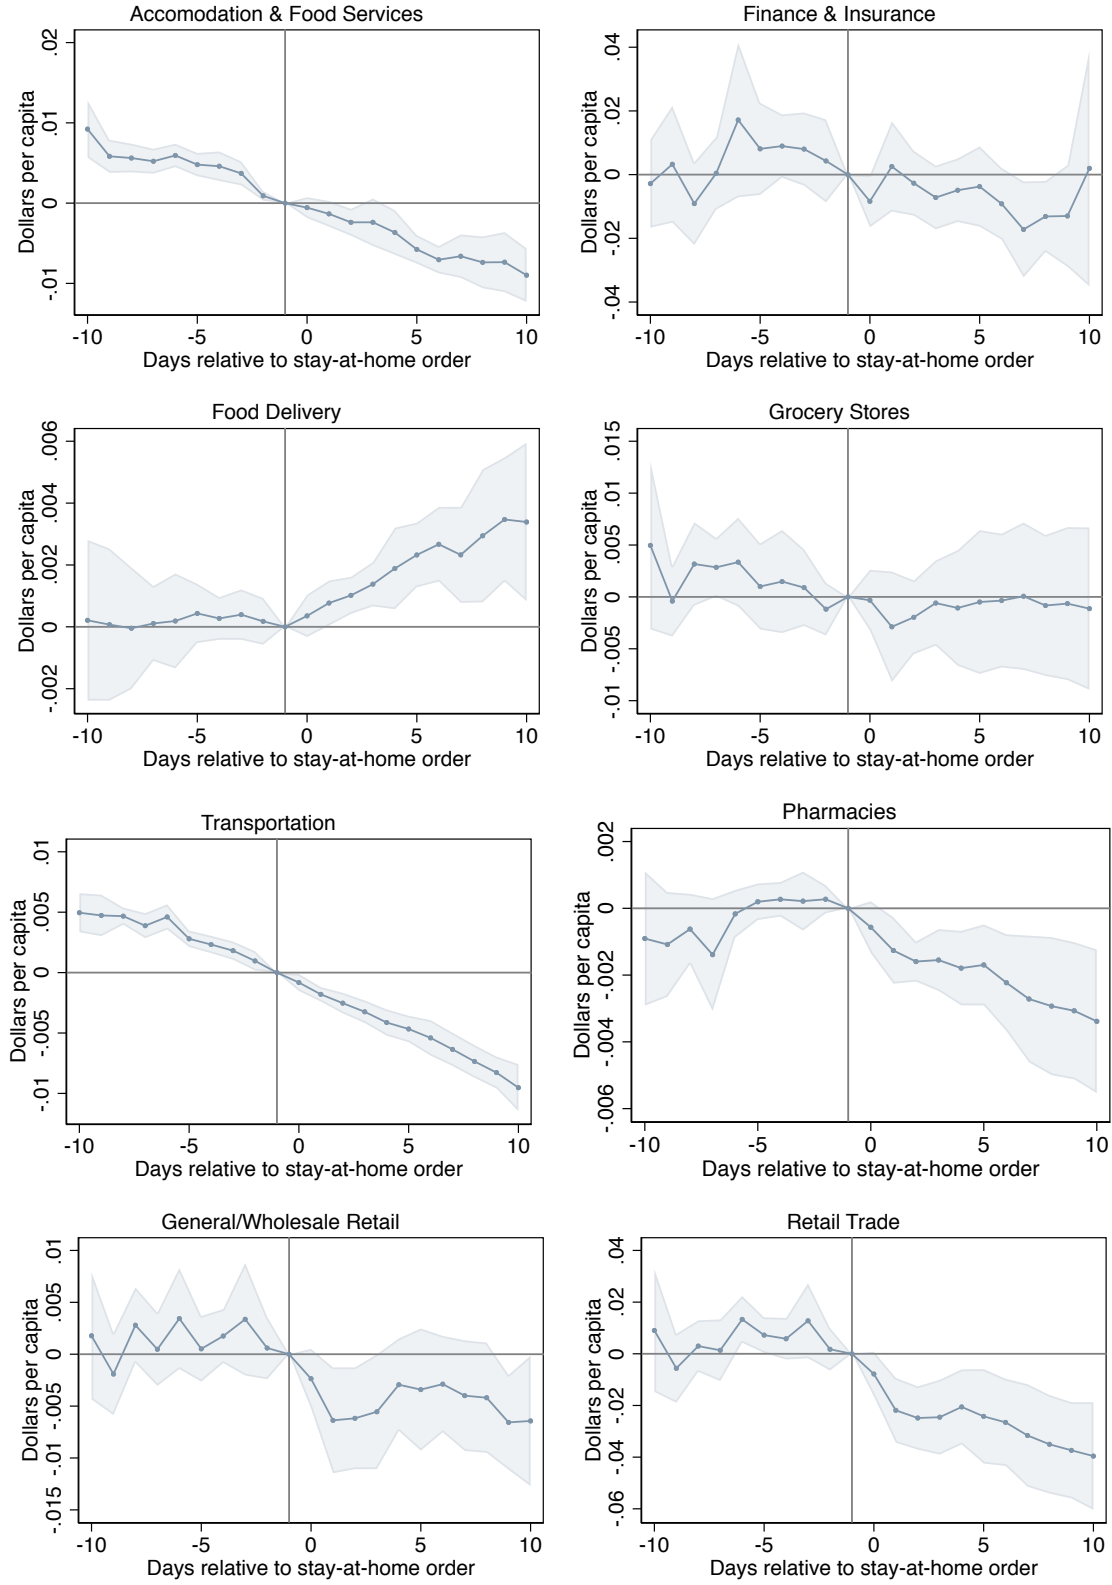 Accomodation & Food Services
Dollars per capita
.02
.01
0
-.01
-10 -5 0 5 10
Days relative to stay-at-home order
Finance & Insurance
Dollars per capita
.04
.02
0
-.02
-.04
-10 -5 0 5 10
Days relative to stay-at-home order
Food Delivery
Dollars per capita
.006
.004
.002
0
-.002
-10 -5 0 5 10
Days relative to stay-at-home order
Grocery Stores
Dollars per capita
.015
.01
.005
0
-.005
-.01
-10 -5 0 5 10
Days relative to stay-at-home order
Transportation
Dollars per capita
.01
.005
0
-.005
-.01
-10 -5 0 5 10
Days relative to stay-at-home order
Pharmacies
Dollars per capita
.002
0
-.002
-.004
-.006
-10 -5 0 5 10
Days relative to stay-at-home order
General/Wholesale Retail
Dollars per capita
.01
.005
0
-.005
-.01
-.015
-10 -5 0 5 10
Days relative to stay-at-home order
Retail Trade
Dollars per capita
.04
.02
0
-.02
-.04
-.06
-10 -5 0 5 10
Days relative to stay-at-home order